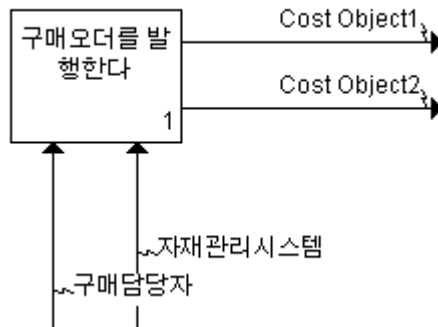 구매오더를 발
행한다
1
Cost Object1
Cost Object2
자재관리시스템
구매담당자